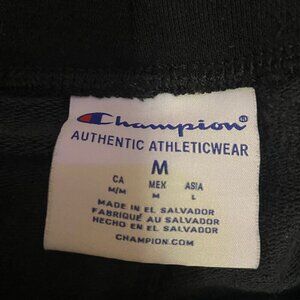 Champion®
AUTHENTIC ATHLETICWEAR
M
CA MEX ASIA
M/M M L
MADE IN EL SALVADOR
FABRIQUÉ AU SALVADOR
HECHO EN EL SALVADOR
CHAMPION.COM